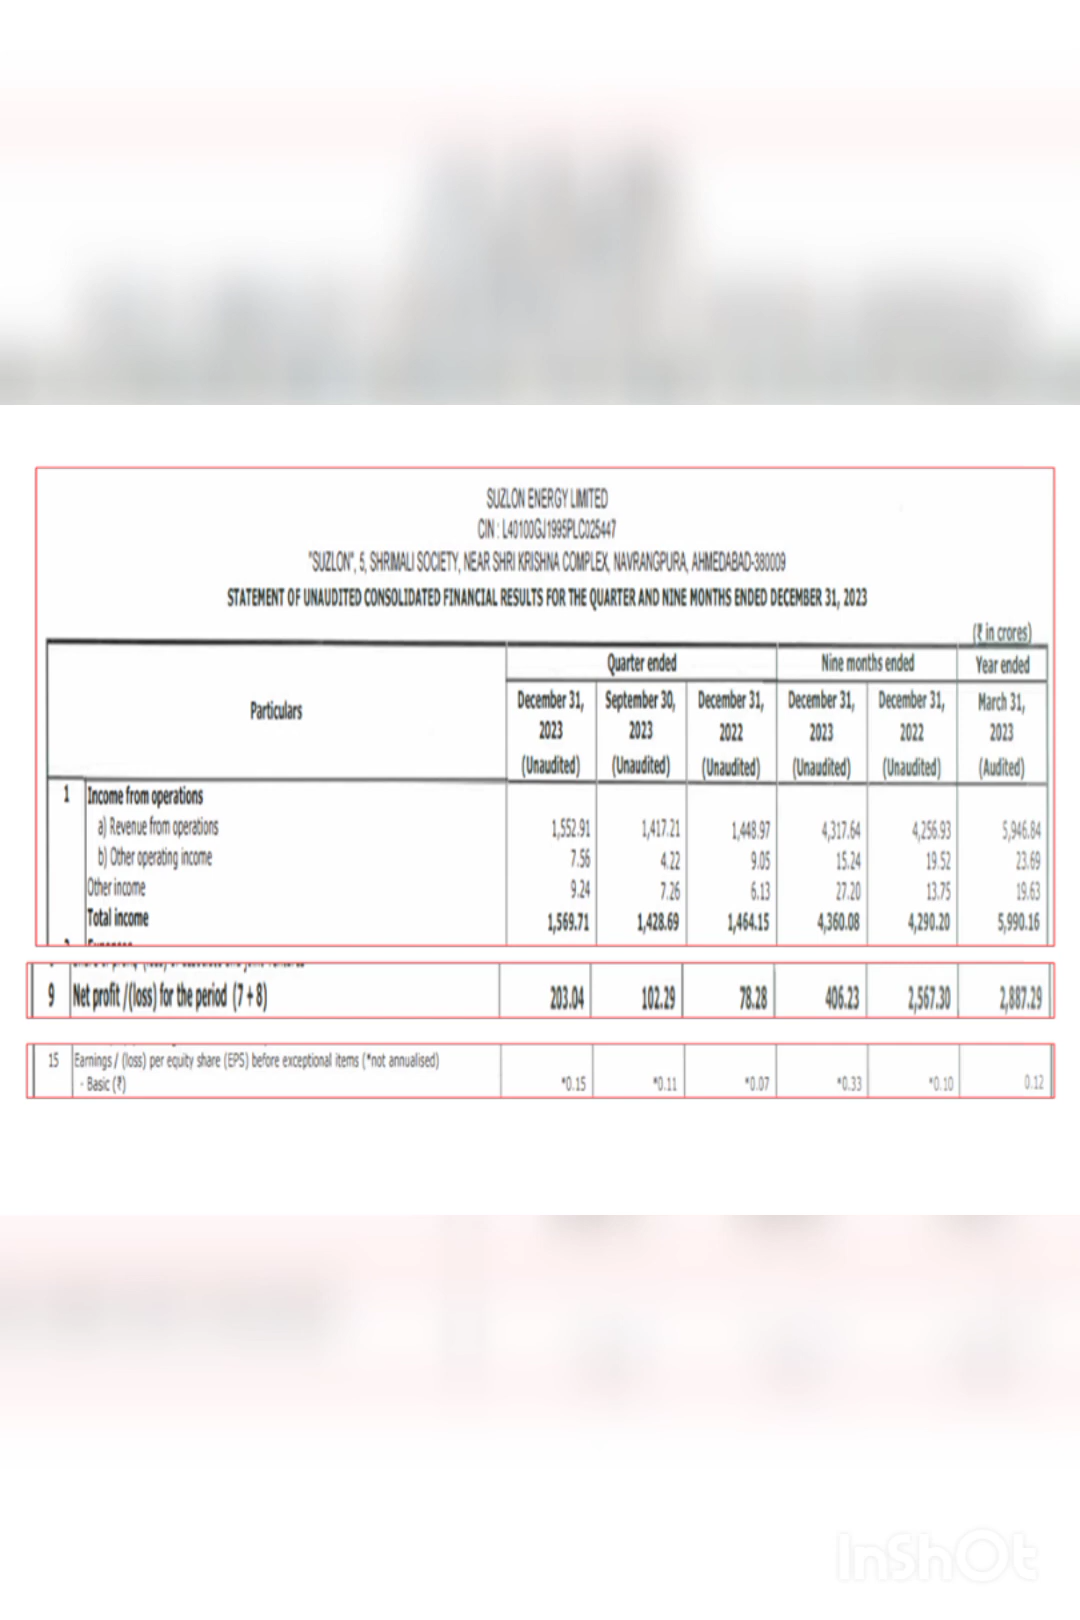 SUZLON ENERGY LIMITED
CIN : L40100GJ1995PLC025447
"SUZLON", 5, SHRIMALI SOCIETY, NEAR SHRI KRISHNA COMPLEX, NAVRANGPURA, AHMEDABAD-380009
STATEMENT OF UNAUDITED CONSOLIDATED FINANCIAL RESULTS FOR THE QUARTER AND NINE MONTHS ENDED DECEMBER 31, 2023
(₹ in crores)
Particulars
Quarter ended Nine months ended Year ended
December 31, September 30, December 31, December 31, December 31, March 31,
2023 2023 2022 2023 2022 2023
(Unaudited) (Unaudited) (Unaudited) (Unaudited) (Unaudited) (Audited)
1 Income from operations
a) Revenue from operations 1,552.91 1,417.21 1,448.97 4,317.64 4,256.93 5,946.84
b) Other operating income 7.56 4.22 9.05 15.24 19.52 23.69
Other income 9.24 7.26 6.13 27.20 13.75 19.63
Total income 1,569.71 1,428.69 1,464.15 4,360.08 4,290.20 5,990.16
9 Net profit /(loss) for the period (7 + 8) 203.04 102.29 78.28 406.23 2,567.30 2,887.29
15 Earnings / (loss) per equity share (EPS) before exceptional items (*not annualised)
- Basic (₹) *0.15 *0.11 *0.07 *0.33 *0.10 0.12
InShOt